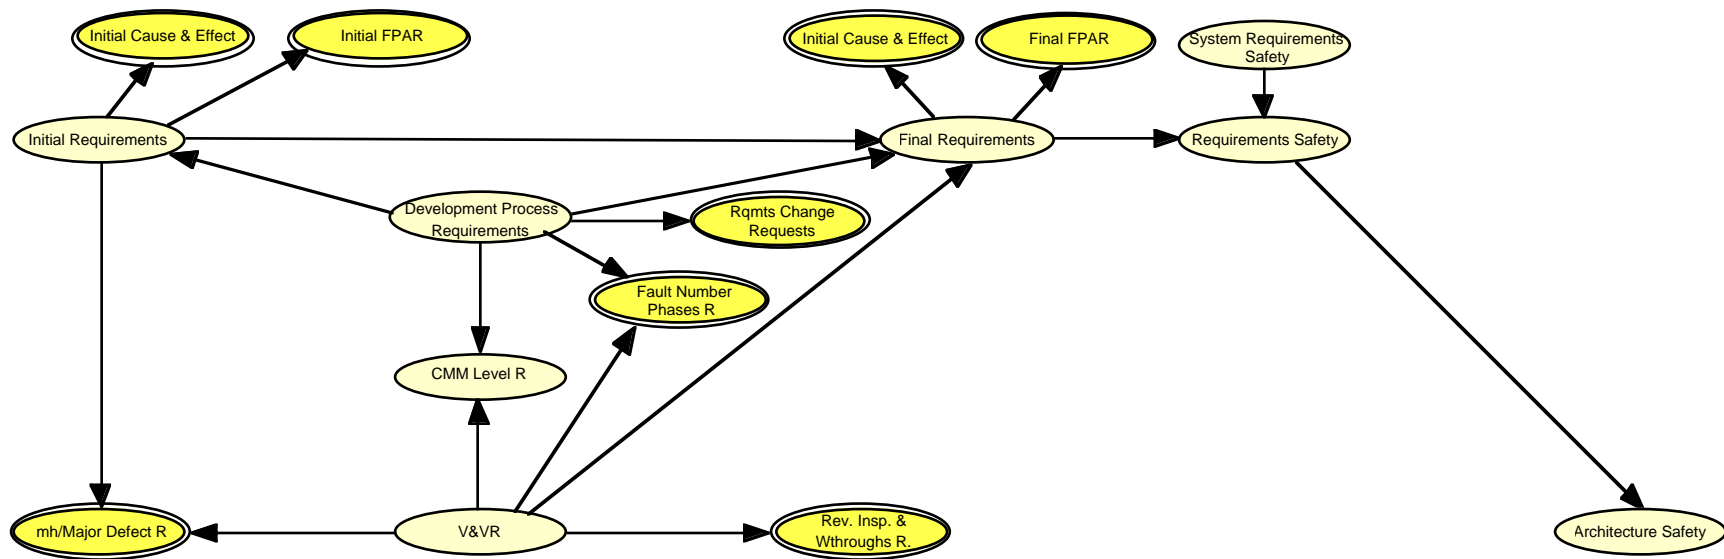 Initial Cause & Effect
Initial FPAR
Initial Cause & Effect
Final FPAR
System Requirements
Safety
Initial Requirements
Final Requirements
Requirements Safety
Development Process
Requirements
Rqmts Change
Requests
Fault Number
Phases R
CMM Level R
mh/Major Defect R
V&VR
Rev. Insp. &
Wthroughs R.
Architecture Safety